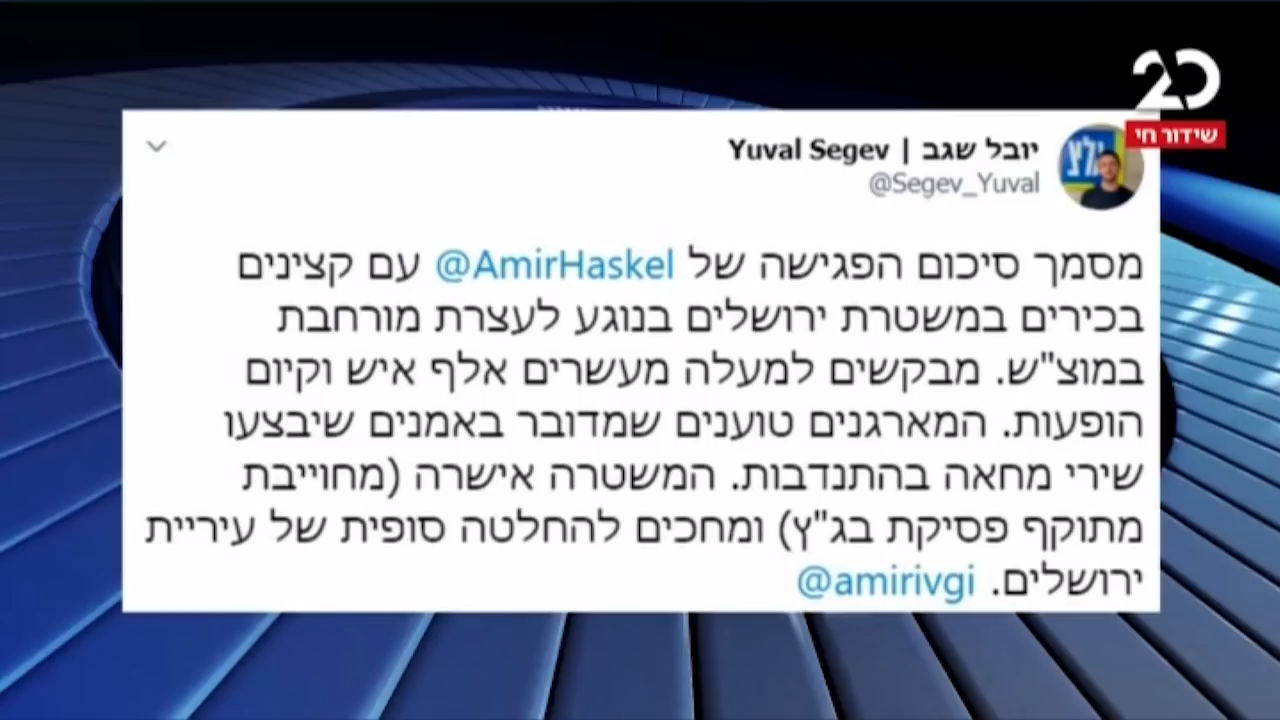 20
שידור חי
יובל שגב | Yuval Segev
@Segev_Yuval
גלצ
מסמך סיכום הפגישה של @AmirHaskel עם קצינים
בכירים במשטרת ירושלים בנוגע לעצרת מורחבת
במוצ"ש. מבקשים למעלה מעשרים אלף איש וקיום
הופעות. המארגנים טוענים שמדובר באמנים שיבצעו
שירי מחאה בהתנדבות. המשטרה אישרה (מחוייבת
מתוקף פסיקת בג"ץ) ומחכים להחלטה סופית של עיריית
ירושלים. @amirivgi